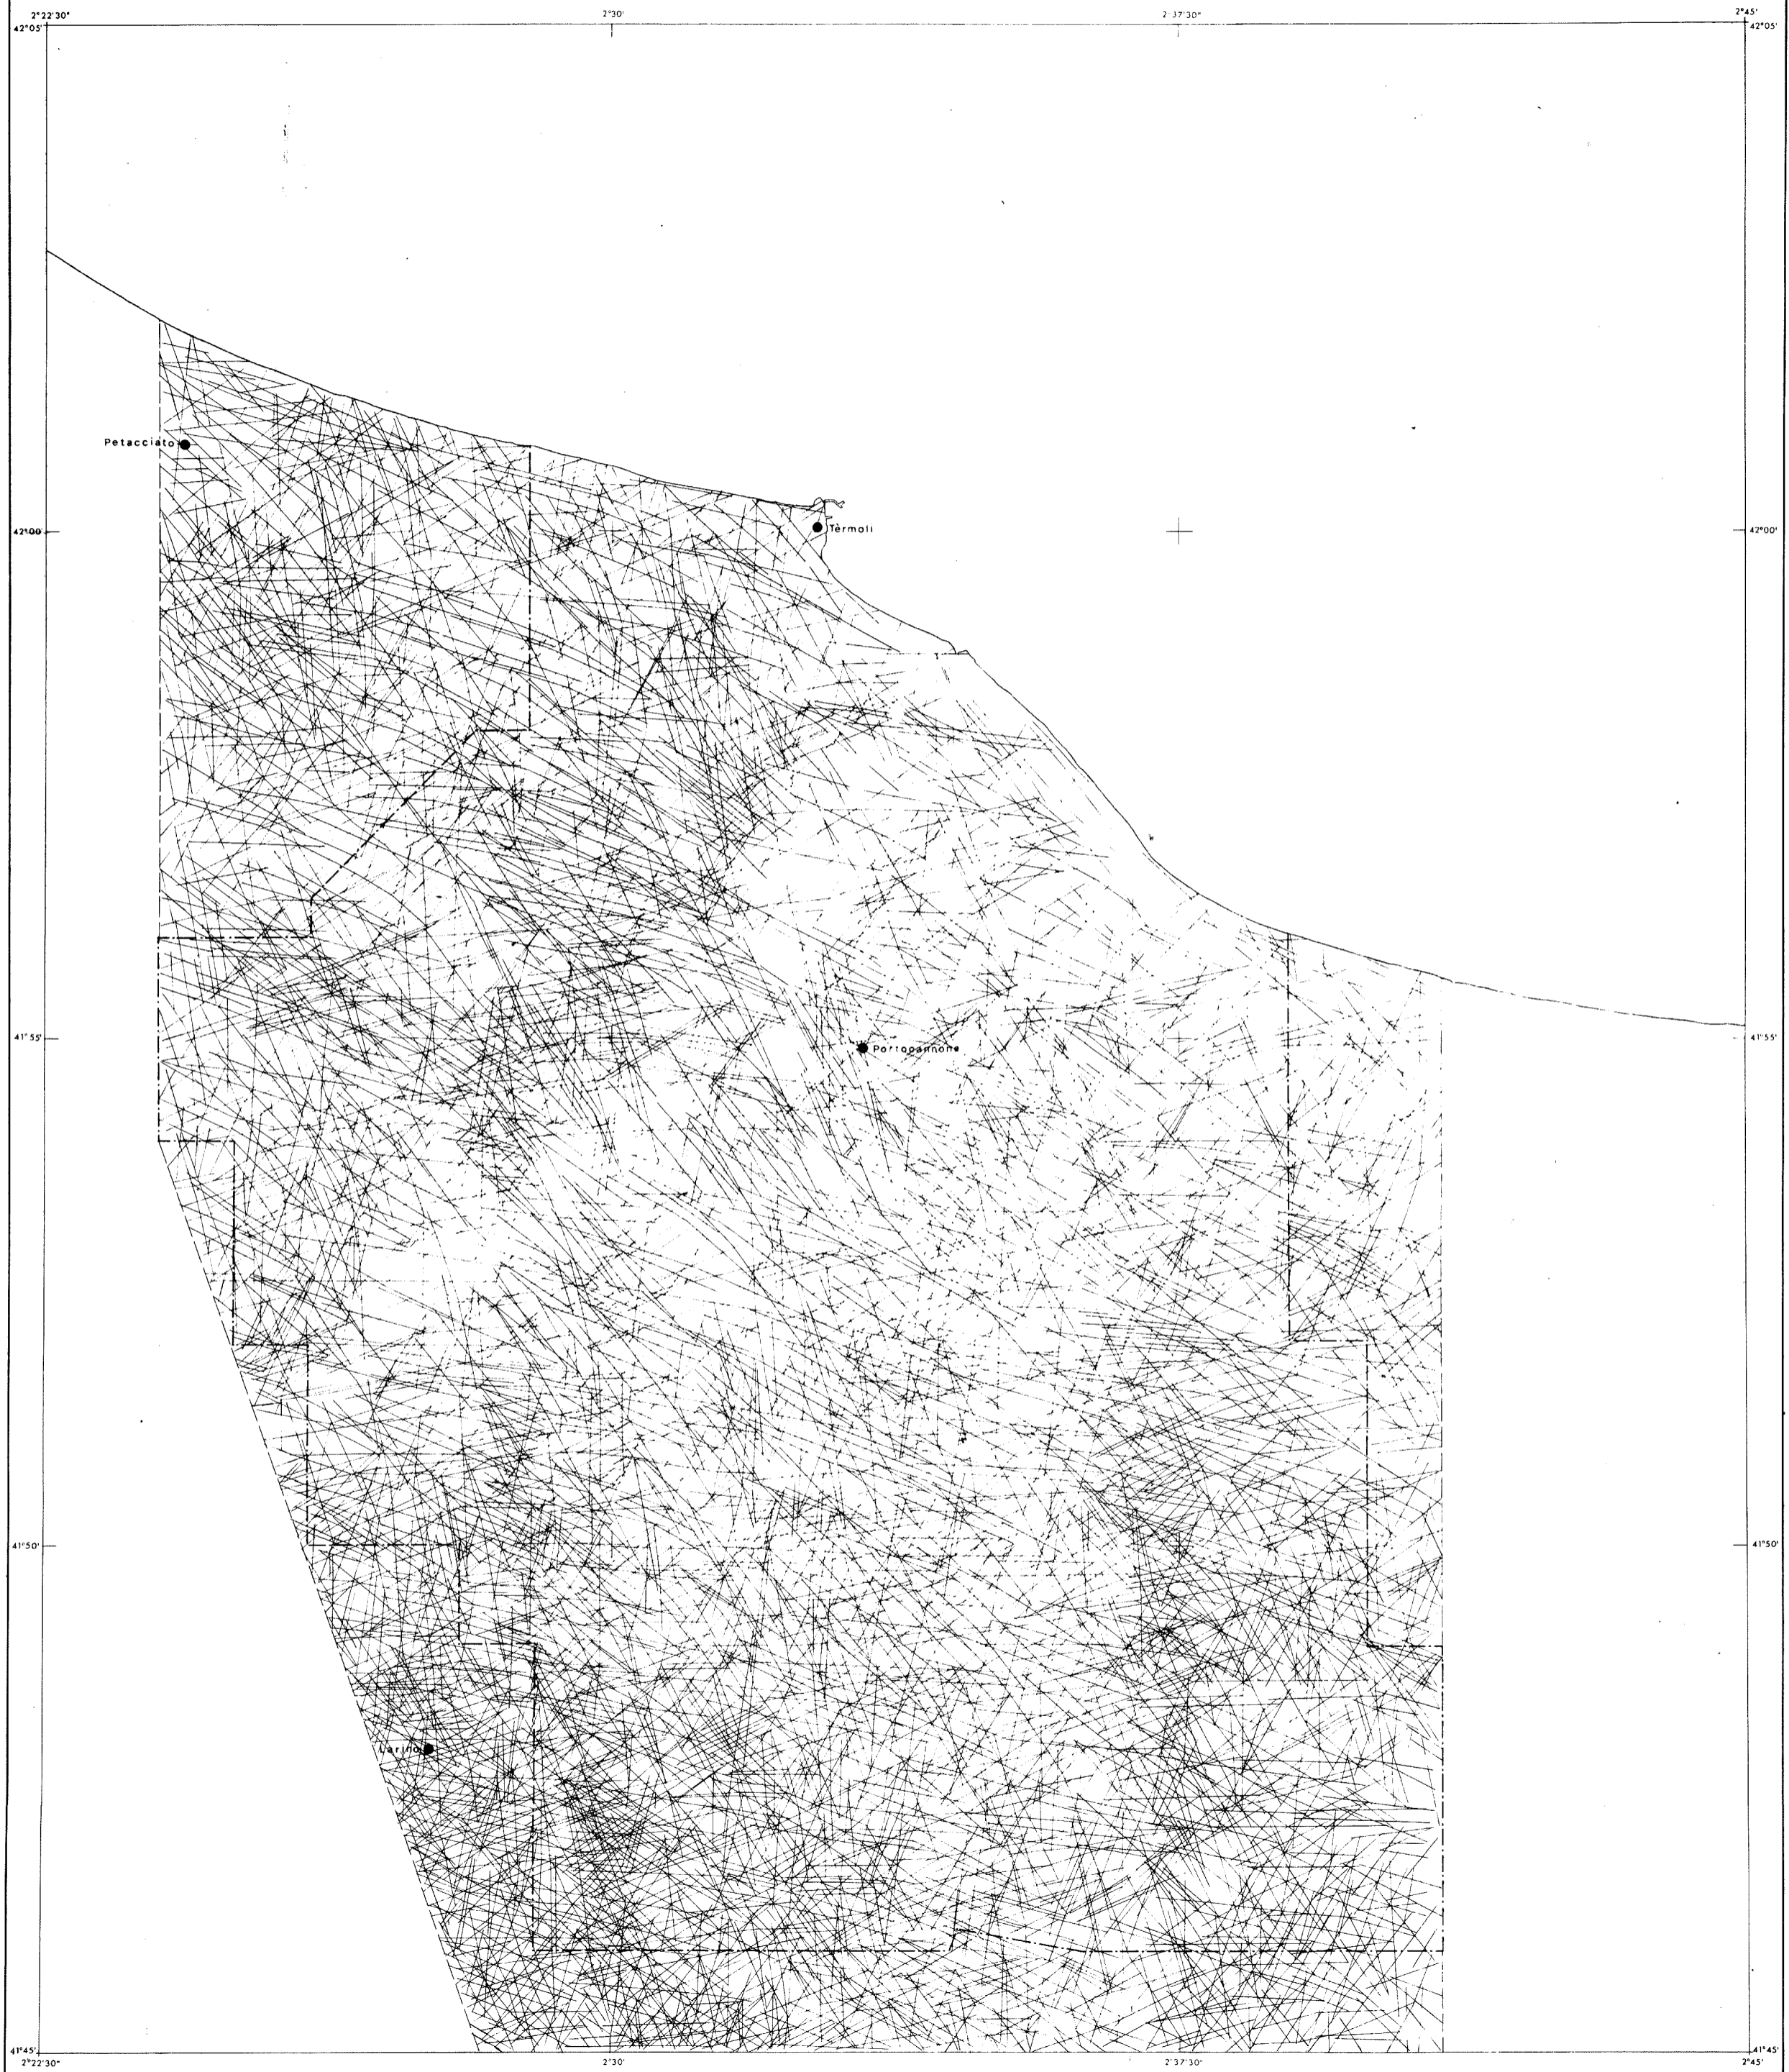 2°22'30" 2°30' 2°37'30" 2°45'
42°05' 42°05'
Petacciato
42°00' Tèrmoli 42°00'
41°55' Portocannone 41°55'
41°50' 41°50'
Larino
41°45' 41°45'
2°22'30" 2°30' 2°37'30" 2°45'